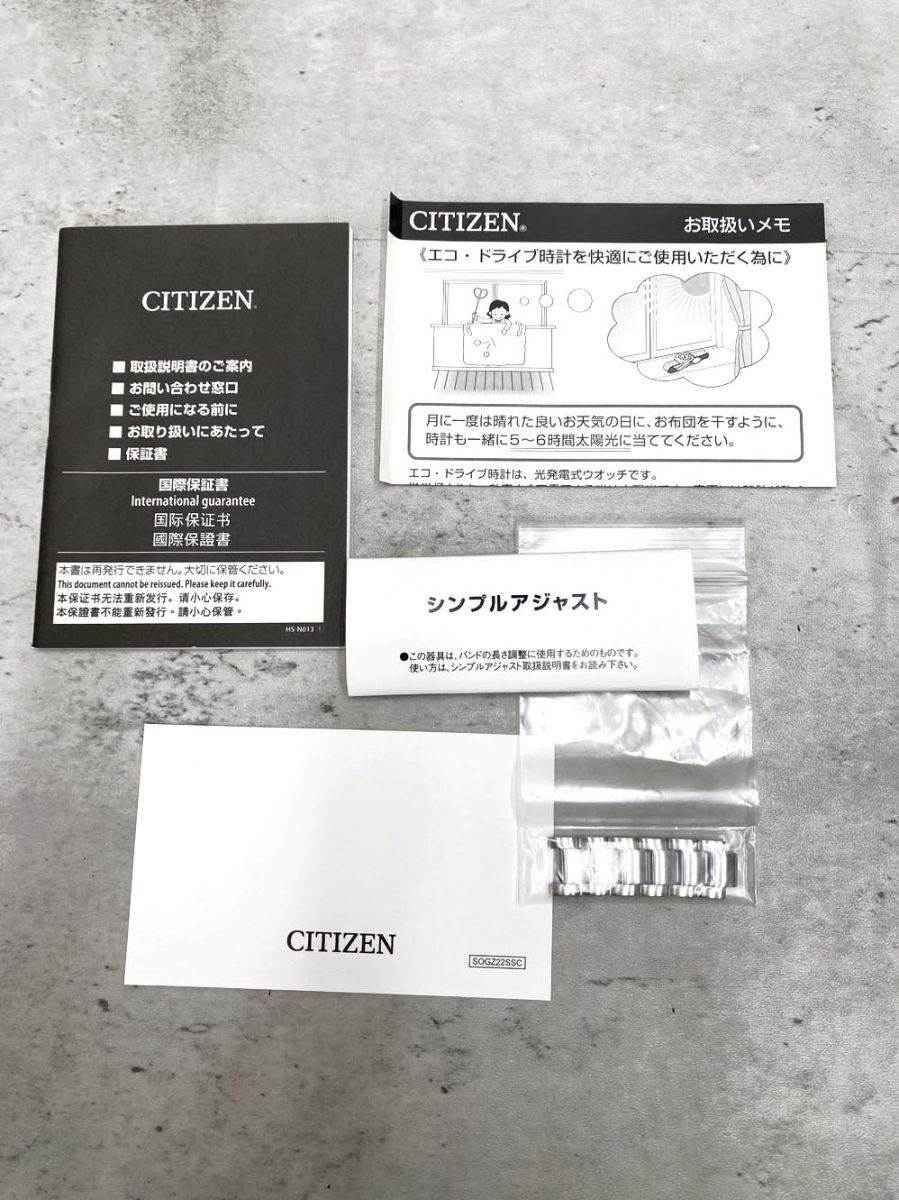 CITIZEN®
■ 取扱説明書のご案内
■ お問い合わせ窓口
■ ご使用になる前に
■ お取り扱いにあたって
■ 保証書
国際保証書
International guarantee
国际保证书
國際保證書
本書は再発行できません。大切に保管ください。
This document cannot be reissued. Please keep it carefully.
本保证书无法重新发行。请小心保存。
本保證書不能重新發行。請小心保管。
HS-N013
CITIZEN®
お取扱いメモ
《エコ・ドライブ時計を快適にご使用いただく為に》
月に一度は晴れた良いお天気の日に、お布団を干すように、
時計も一緒に5〜6時間太陽光に当ててください。
エコ・ドライブ時計は、光発電式ウオッチです。
シンプルアジャスト
●この器具は、バンドの長さ調整に使用するためのものです。
使い方は、シンプルアジャスト取扱説明書をお読み下さい。
CITIZEN
SOGZ22SSC